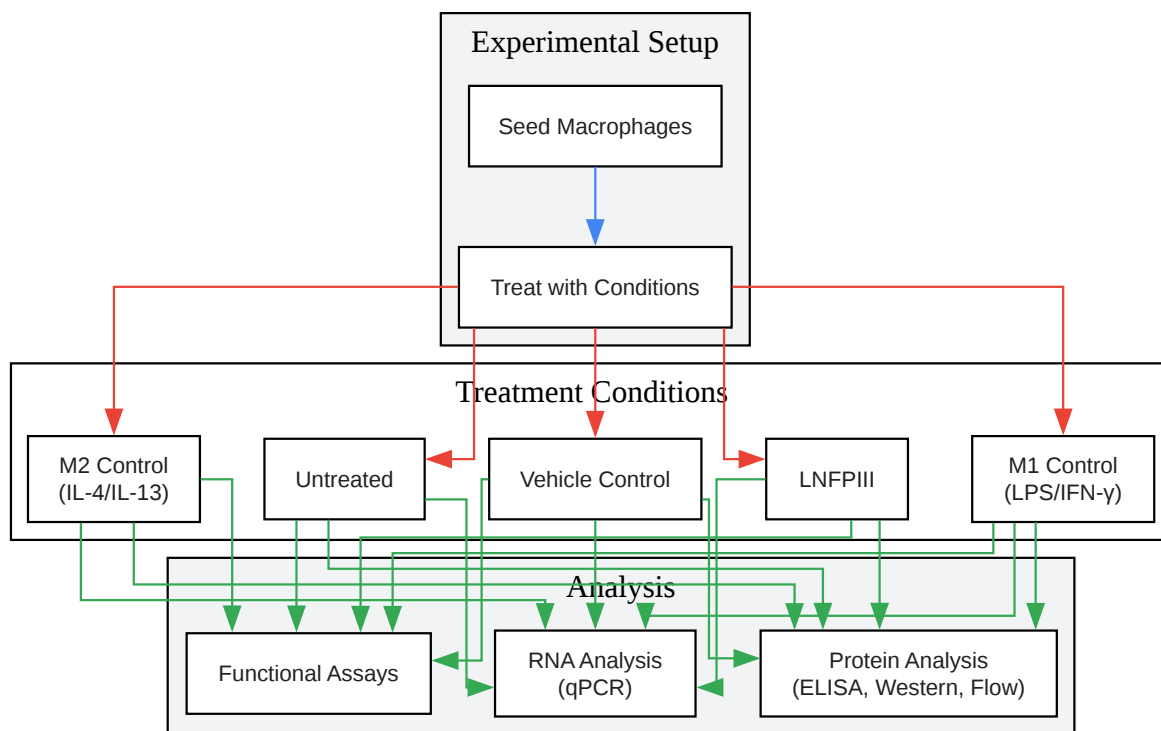 Experimental Setup
Seed Macrophages
Treat with Conditions
Treatment Conditions
M2 Control
(IL-4/IL-13)
Untreated
Vehicle Control
LNFPIII
M1 Control
(LPS/IFN-γ)
Analysis
Functional Assays
RNA Analysis
(qPCR)
Protein Analysis
(ELISA, Western, Flow)